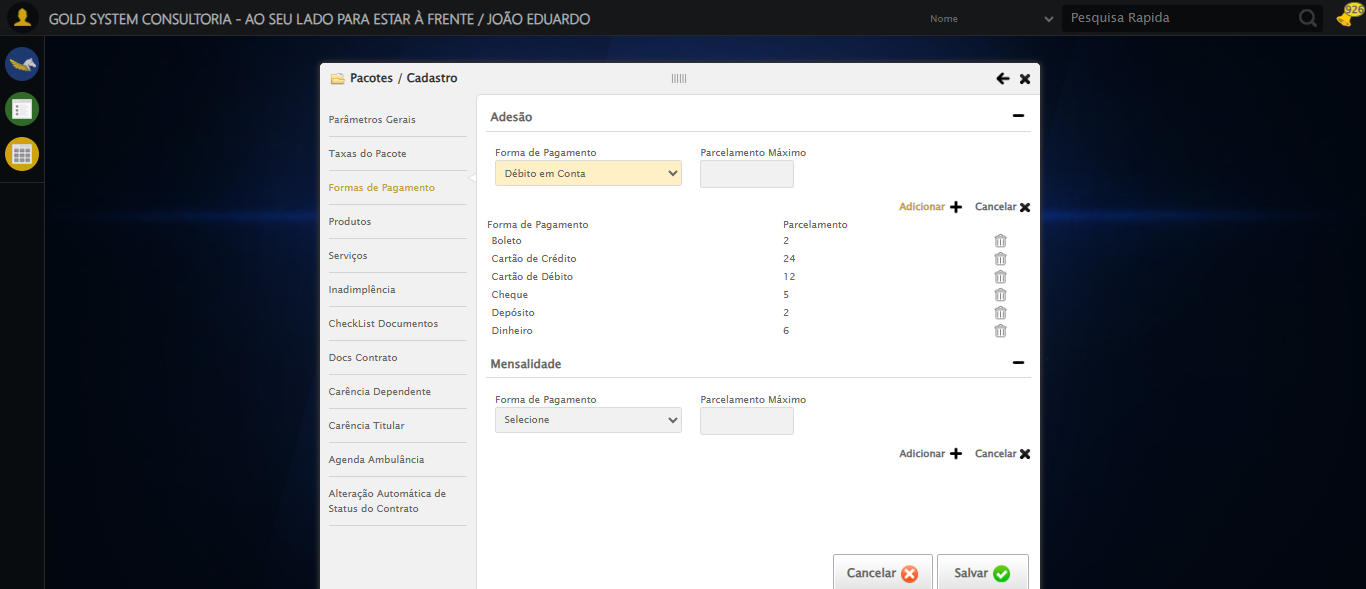 GOLD SYSTEM CONSULTORIA - AO SEU LADO PARA ESTAR À FRENTE / JOÃO EDUARDO
Nome
Pesquisa Rapida
926
Pacotes / Cadastro
Parâmetros Gerais
Taxas do Pacote
Formas de Pagamento
Produtos
Serviços
Inadimplência
CheckList Documentos
Docs Contrato
Carência Dependente
Carência Titular
Agenda Ambulância
Alteração Automática de
Status do Contrato
Adesão
Forma de Pagamento Parcelamento Máximo
Débito em Conta
Adicionar Cancelar
Forma de Pagamento Parcelamento
Boleto 2
Cartão de Crédito 24
Cartão de Débito 12
Cheque 5
Depósito 2
Dinheiro 6
Mensalidade
Forma de Pagamento Parcelamento Máximo
Selecione
Adicionar Cancelar
Cancelar Salvar